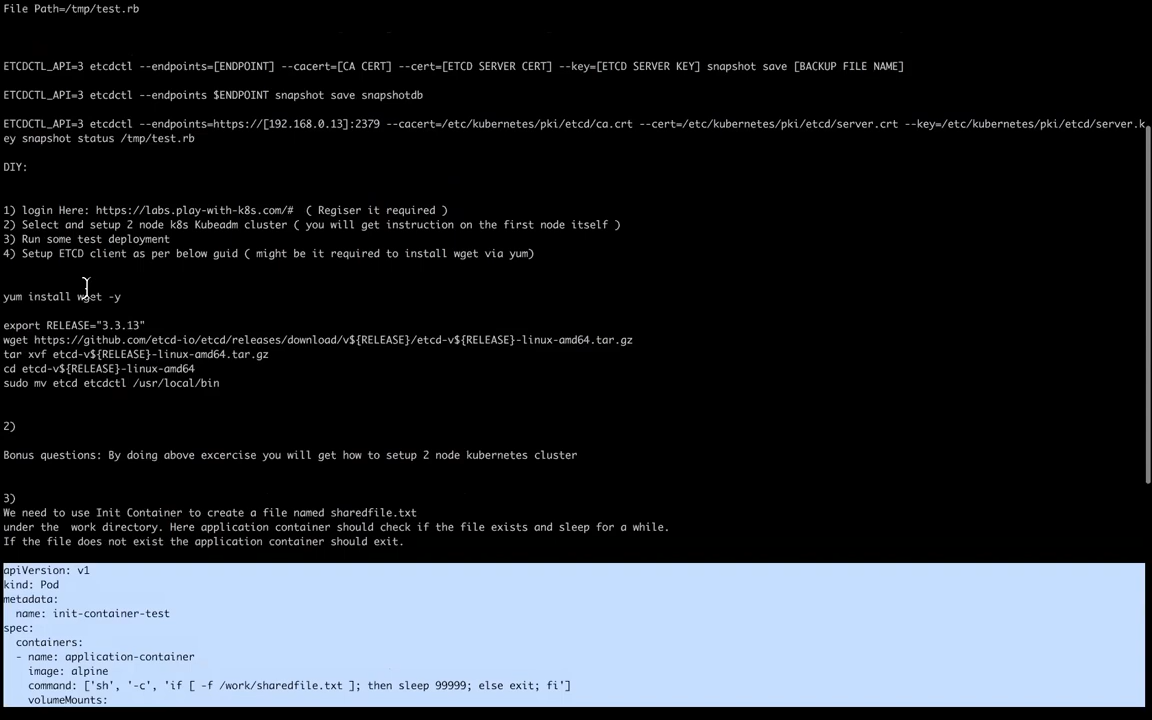 File Path=/tmp/test.rb
ETCDCTL_API=3 etcdctl --endpoints=[ENDPOINT] --cacert=[CA CERT] --cert=[ETCD SERVER CERT] --key=[ETCD SERVER KEY] snapshot save [BACKUP FILE NAME]
ETCDCTL_API=3 etcdctl --endpoints $ENDPOINT snapshot save snapshotdb
ETCDCTL_API=3 etcdctl --endpoints=https://[192.168.0.13]:2379 --cacert=/etc/kubernetes/pki/etcd/ca.crt --cert=/etc/kubernetes/pki/etcd/server.crt --key=/etc/kubernetes/pki/etcd/server.k
ey snapshot status /tmp/test.rb
DIY:
1) login Here: https://labs.play-with-k8s.com/#  ( Regiser it required )
2) Select and setup 2 node k8s Kubeadm cluster ( you will get instruction on the first node itself )
3) Run some test deployment
4) Setup ETCD client as per below guid ( might be it required to install wget via yum)
yum install wget -y
export RELEASE="3.3.13"
wget https://github.com/etcd-io/etcd/releases/download/v${RELEASE}/etcd-v${RELEASE}-linux-amd64.tar.gz
tar xvf etcd-v${RELEASE}-linux-amd64.tar.gz
cd etcd-v${RELEASE}-linux-amd64
sudo mv etcd etcdctl /usr/local/bin
2)
Bonus questions: By doing above excercise you will get how to setup 2 node kubernetes cluster
3)
We need to use Init Container to create a file named sharedfile.txt
under the  work directory. Here application container should check if the file exists and sleep for a while.
If the file does not exist the application container should exit.
apiVersion: v1
kind: Pod
metadata:
  name: init-container-test
spec:
  containers:
  - name: application-container
    image: alpine
    command: ['sh', '-c', 'if [ -f /work/sharedfile.txt ]; then sleep 99999; else exit; fi']
    volumeMounts: